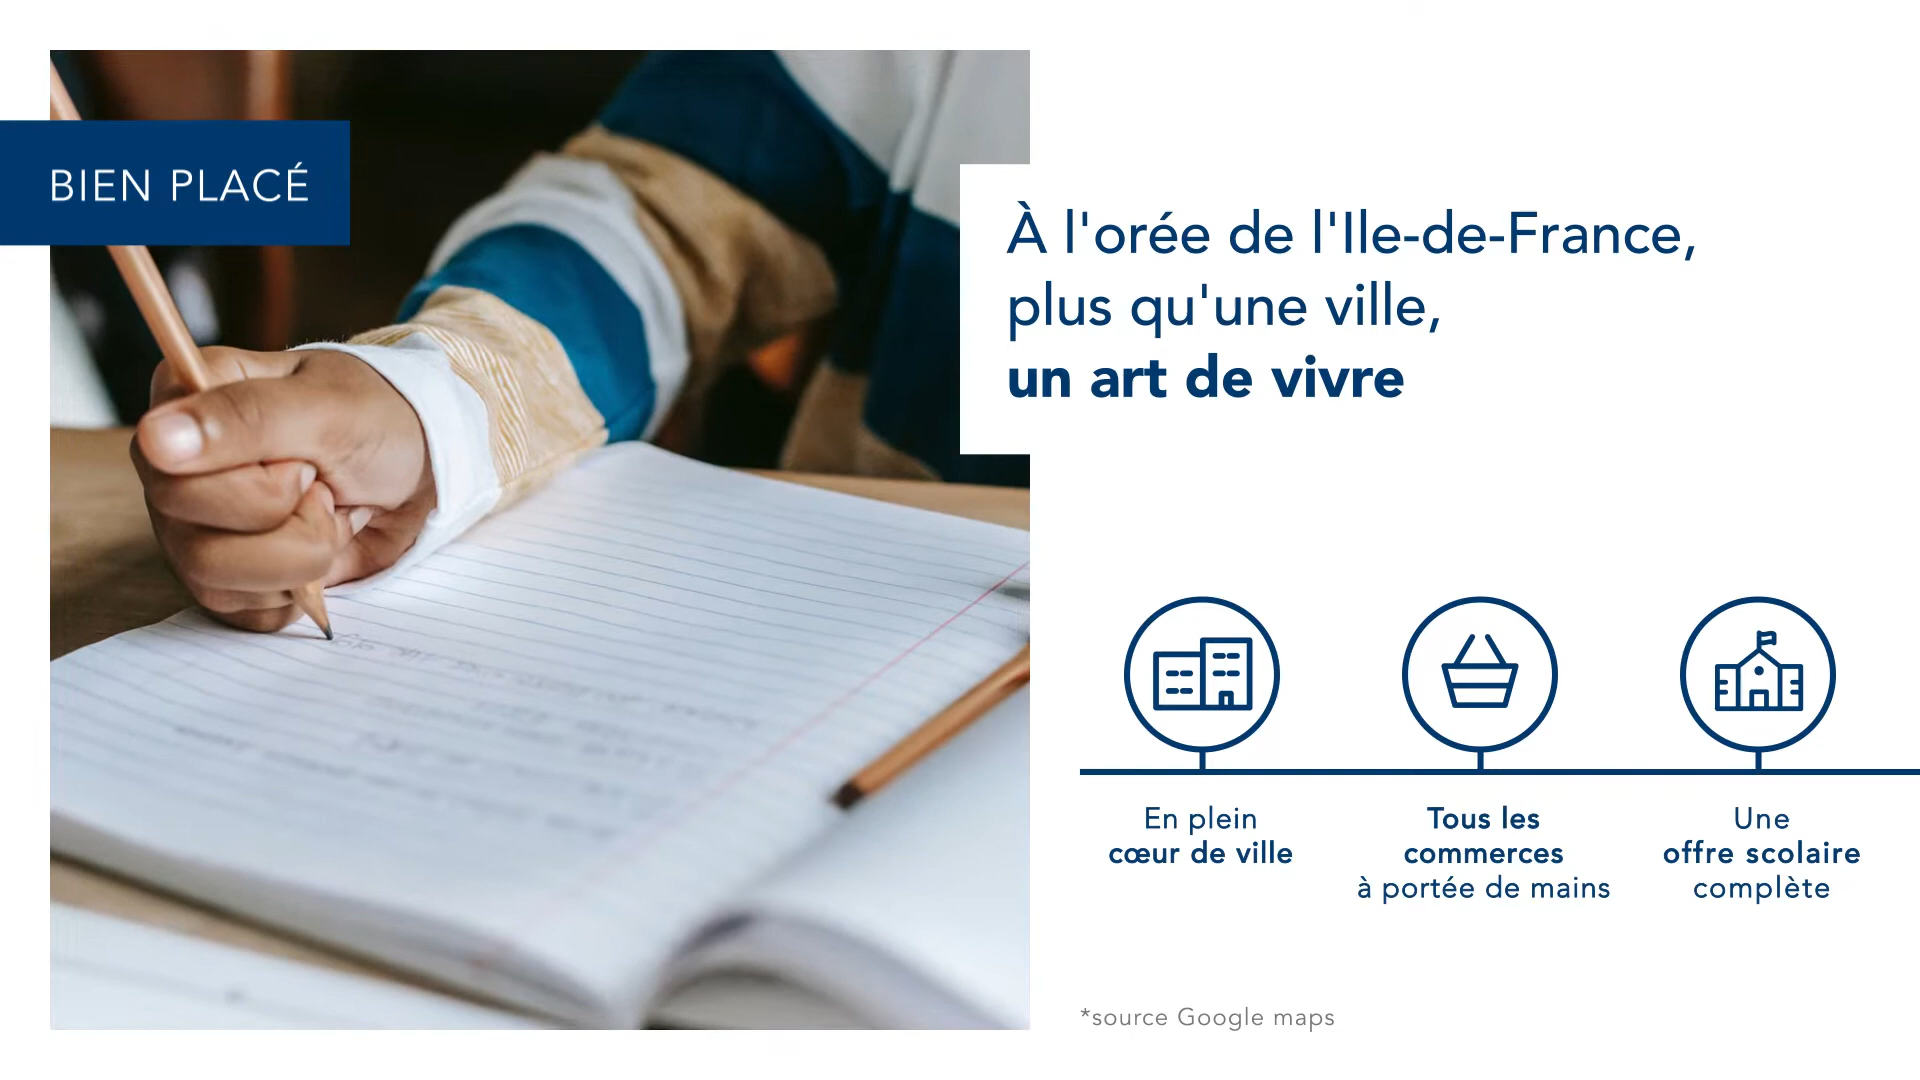 BIEN PLACÉ
À l'orée de l'Ile-de-France,
plus qu'une ville,
un art de vivre
En plein
cœur de ville
Tous les
commerces
à portée de mains
Une
offre scolaire
complète
*source Google maps